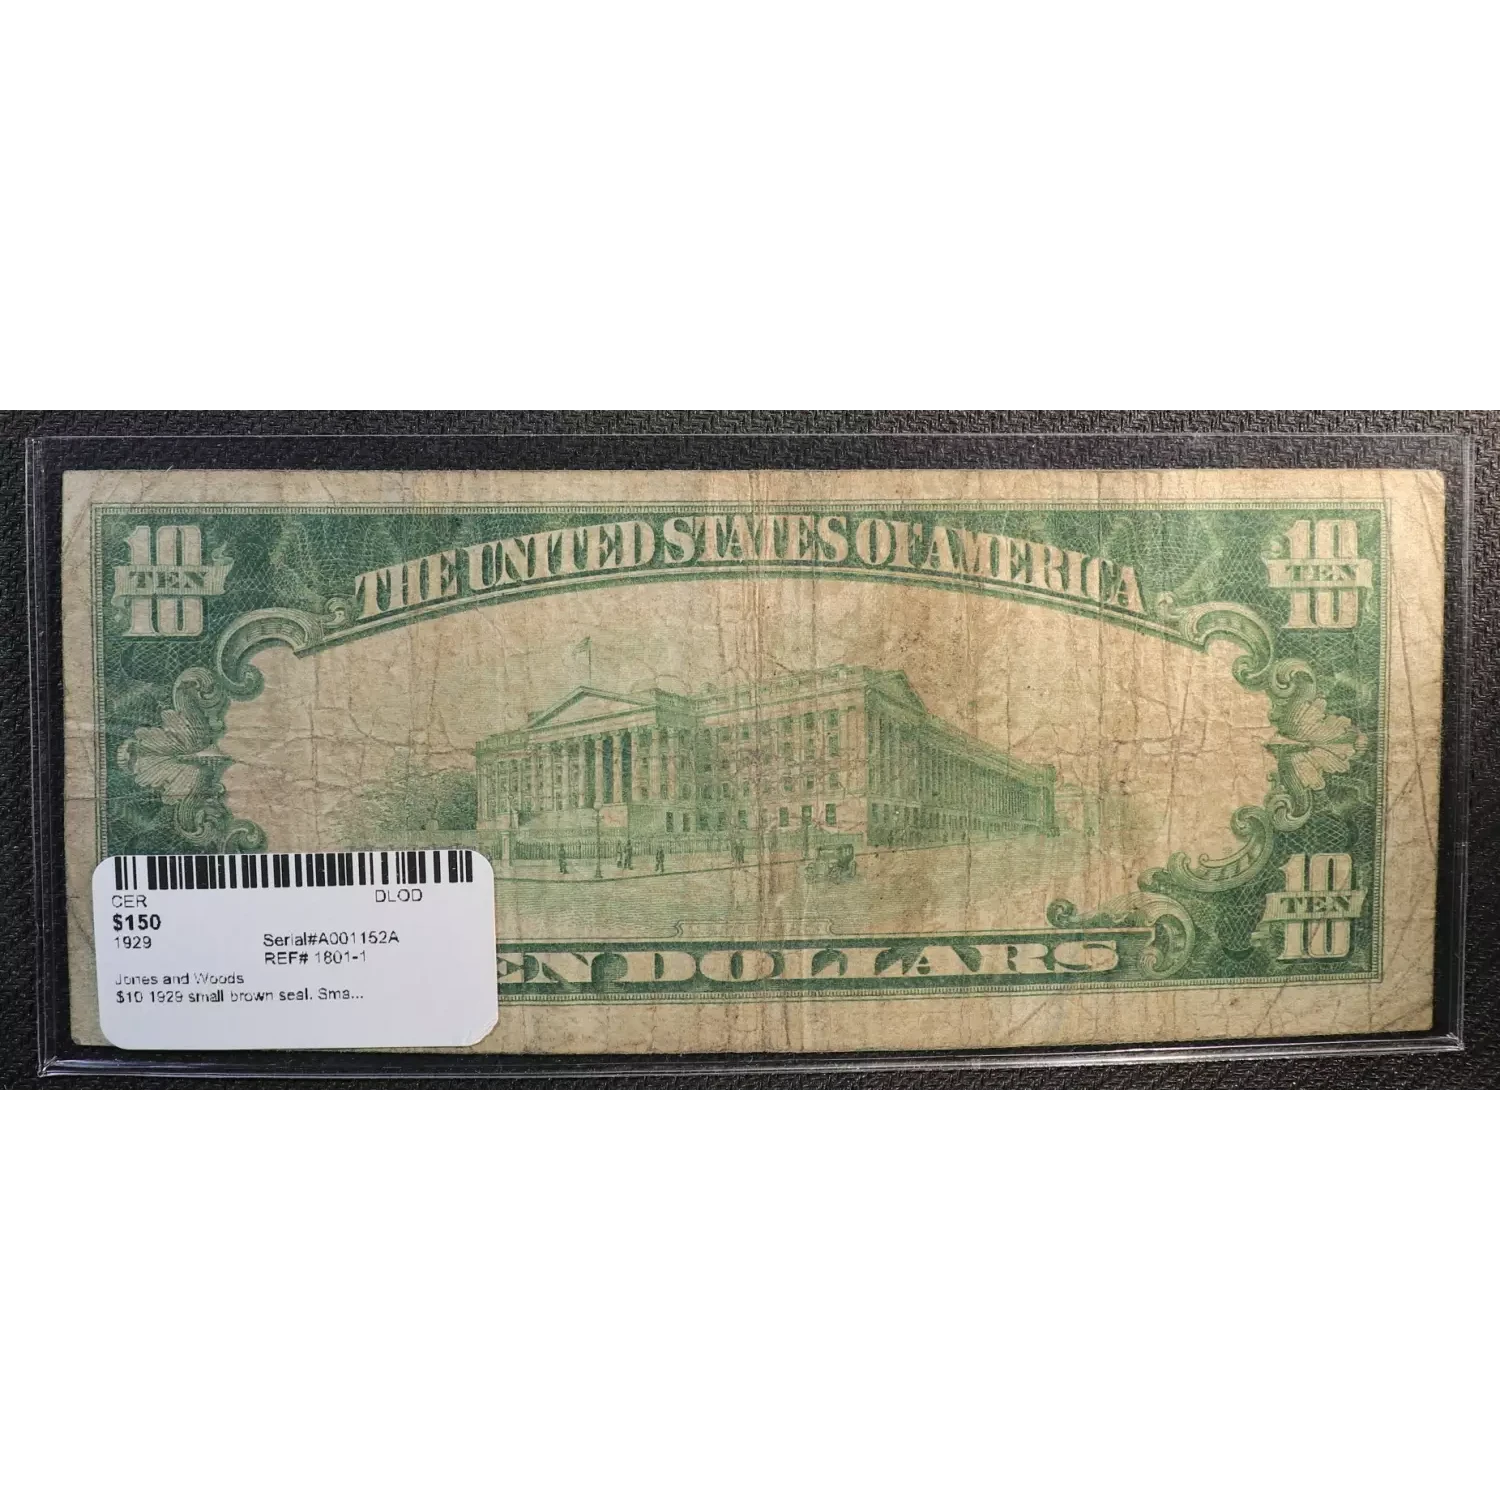 10 TEN 10
THE UNITED STATES OF AMERICA
10 TEN 10
10 TEN 10
EN DOLLARS
CER DLOD
$150
1929 Serial#A001152A
REF# 1801-1
Jones and Woods
$10 1929 small brown seal. Sma...